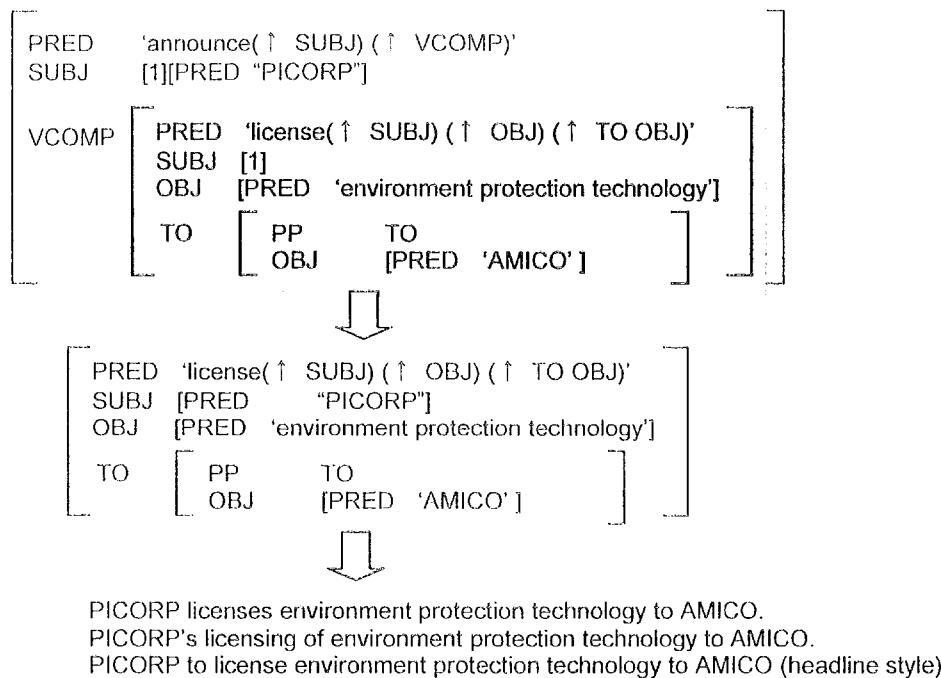 PRED 'announce(↑ SUBJ) (↑ VCOMP)'
SUBJ [1][PRED "PICORP"]
VCOMP
PRED 'license(↑ SUBJ) (↑ OBJ) (↑ TO OBJ)'
SUBJ [1]
OBJ [PRED 'environment protection technology']
TO
PP TO
OBJ [PRED 'AMICO' ]
PRED 'license(↑ SUBJ) (↑ OBJ) (↑ TO OBJ)'
SUBJ [PRED "PICORP"]
OBJ [PRED 'environment protection technology']
TO
PP TO
OBJ [PRED 'AMICO' ]
PICORP licenses environment protection technology to AMICO.
PICORP's licensing of environment protection technology to AMICO.
PICORP to license environment protection technology to AMICO (headline style)